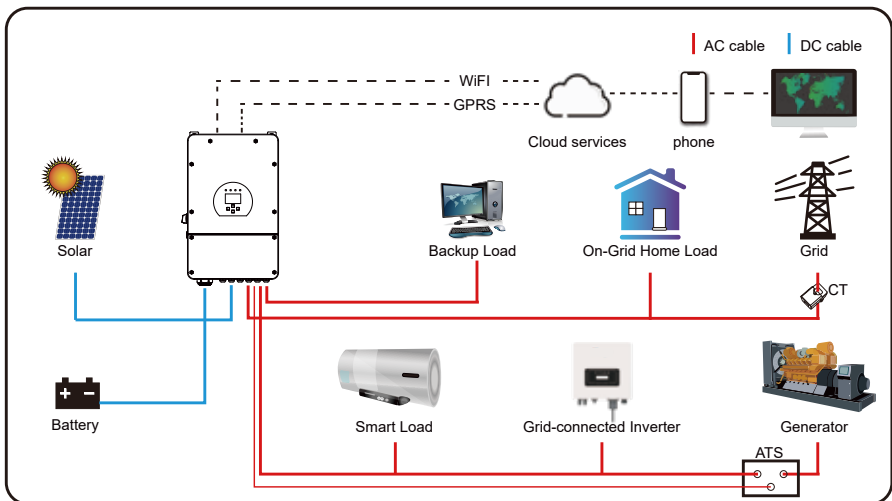 AC cable
DC cable
WiFI
GPRS
Cloud services
phone
Solar
Backup Load
On-Grid Home Load
Grid
CT
Battery
Smart Load
Grid-connected Inverter
Generator
ATS